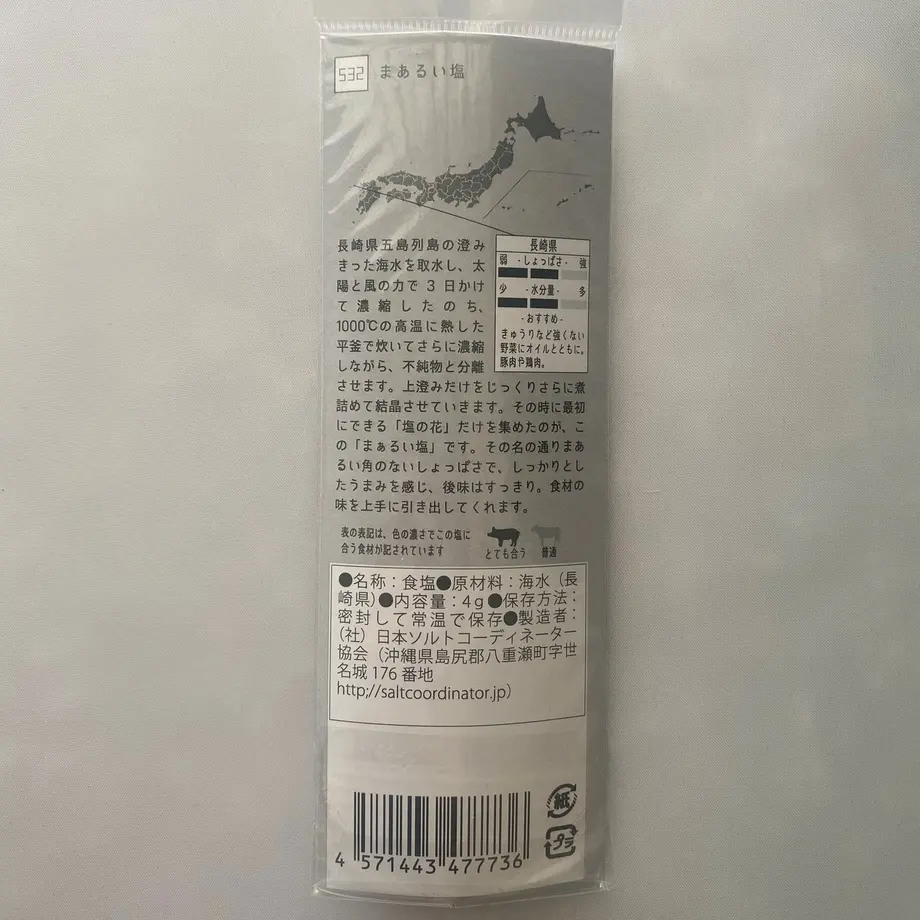 532 まあるい塩
長崎県五島列島の澄み
きった海水を取水し、太
陽と風の力で3日かけ
て濃縮したのち、
1000℃の高温に熱した
平釜で炊いてさらに濃縮
しながら、不純物と分離
させます。上澄みだけをじっくりさらに煮
詰めて結晶させていきます。その時に最初
にできる「塩の花」だけを集めたのが、こ
の「まぁるい塩」です。その名の通りまあ
るい角のないしょっぱさで、しっかりとし
たうまみを感じ、後味はすっきり。食材の
味を上手に引き出してくれます。
長崎県
弱 -しょっぱさ- 強
少 -水分量- 多
-おすすめ-
きゅうりなど強くない
野菜にオイルとともに。
豚肉や鶏肉。
表の表記は、色の濃さでこの塩に
合う食材が記されています
とても合う 普通
●名称：食塩●原材料：海水（長
崎県）●内容量：4g●保存方法：
密封して常温で保存●製造者：
（社）日本ソルトコーディネーター
協会（沖縄県島尻郡八重瀬町字世
名城 176 番地
http://saltcoordinator.jp）
4 571443 477736
紙
プラ